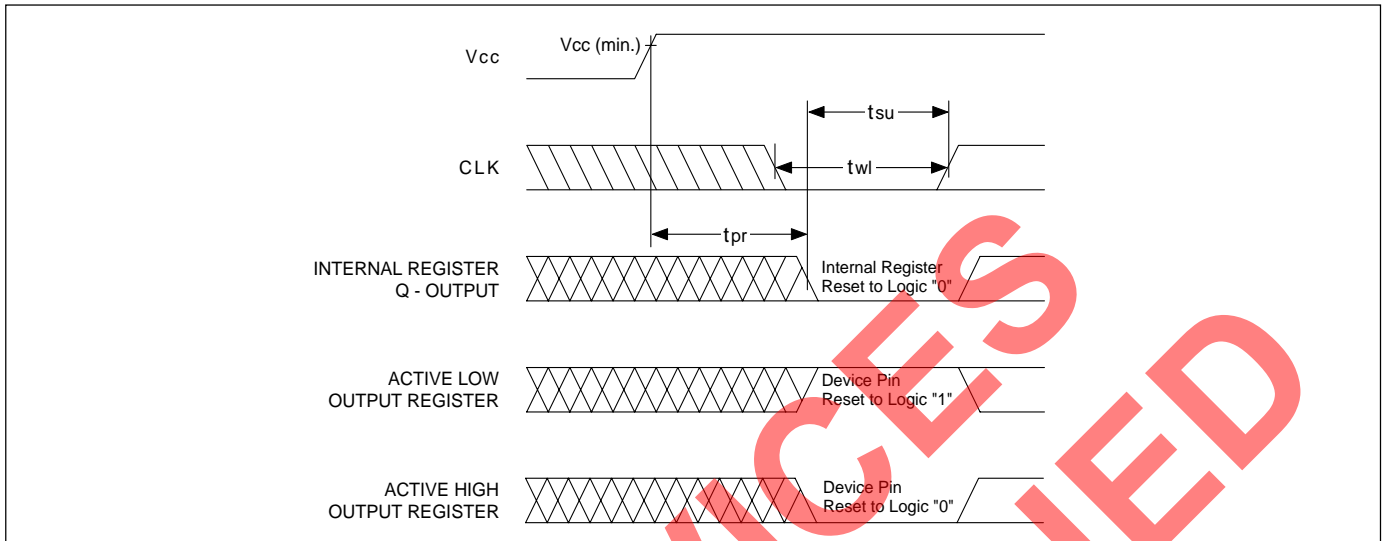 Vcc
Vcc (min.)
tsu
CLK
twl
tpr
INTERNAL REGISTER
Q - OUTPUT
Internal Register
Reset to Logic "0"
ACTIVE LOW
OUTPUT REGISTER
Device Pin
Reset to Logic "1"
ACTIVE HIGH
OUTPUT REGISTER
Device Pin
Reset to Logic "0"